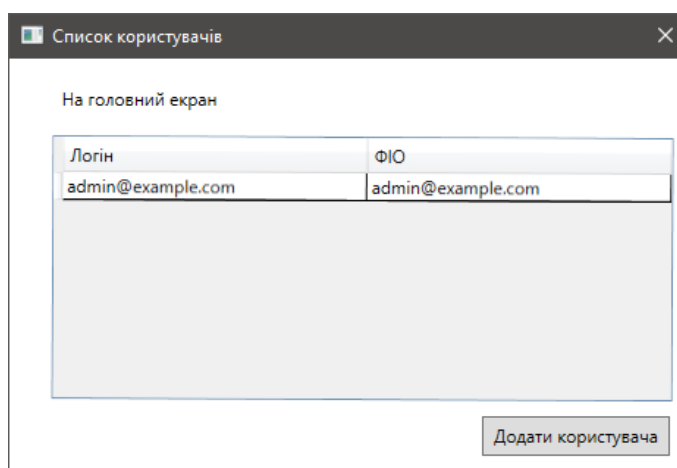 Список користувачів
На головний екран
Логін ФІО
admin@example.com admin@example.com
Додати користувача